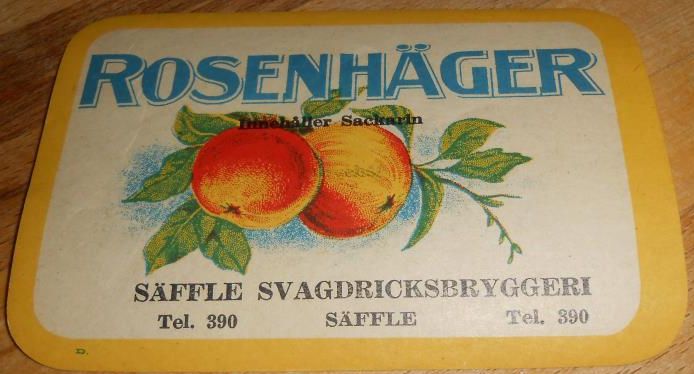 ROSENHÄGER
Innehåller Sackarin
SÄFFLE SVAGDRICKSBRYGGERI
Tel. 390 SÄFFLE Tel. 390